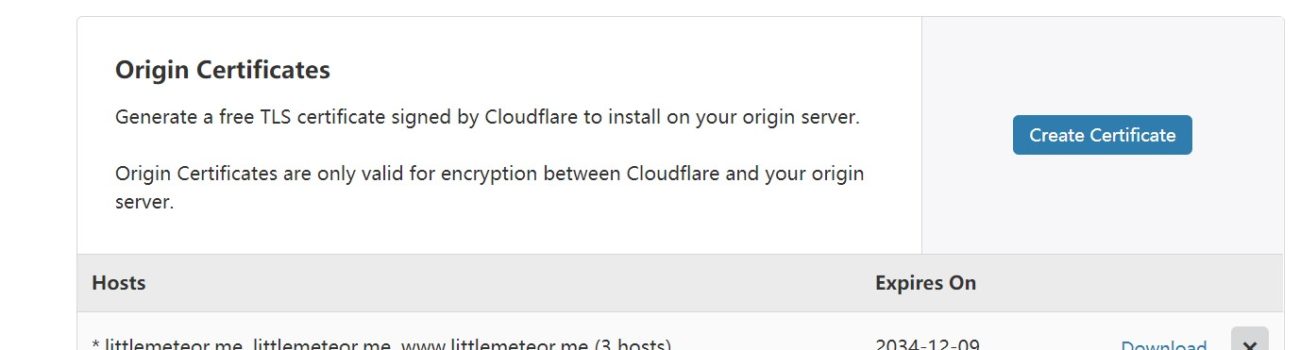 Origin Certificates
Generate a free TLS certificate signed by Cloudflare to install on your origin server.
Create Certificate
Origin Certificates are only valid for encryption between Cloudflare and your origin
server.
Hosts Expires On
*.littlemeteor.me, littlemeteor.me, www.littlemeteor.me (3 hosts) 2034-12-09 Download ×